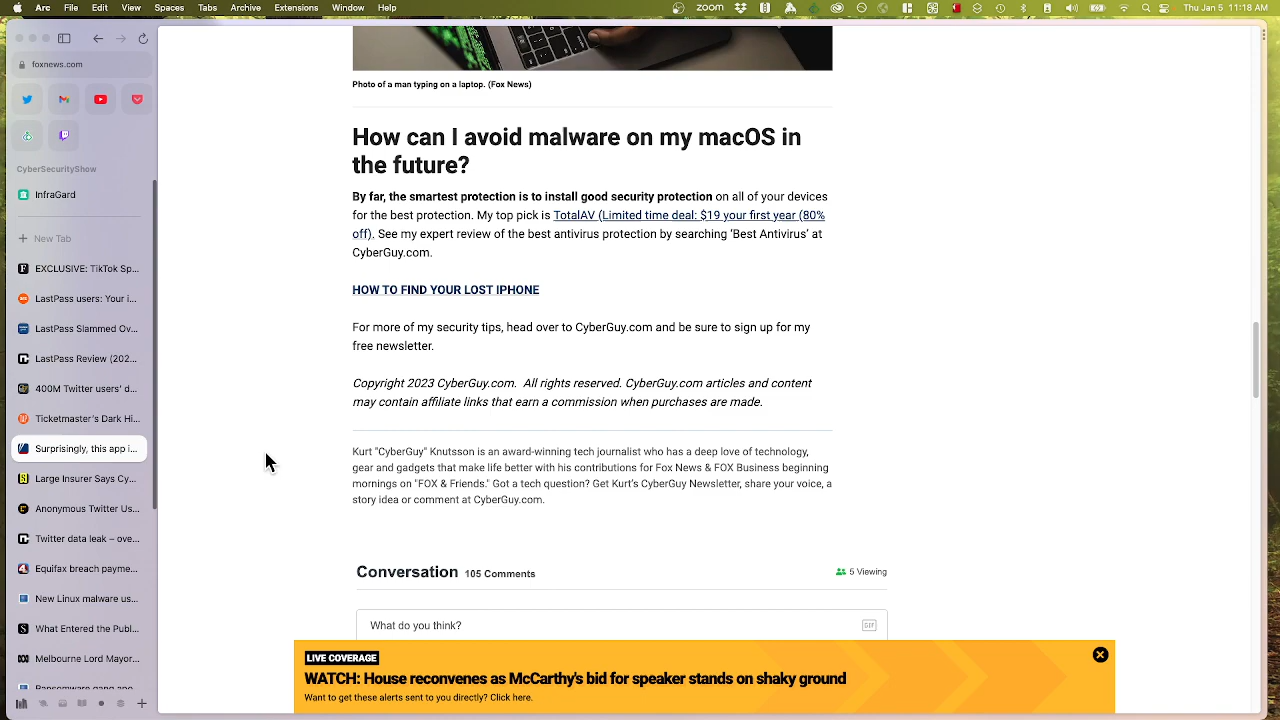 Archive File Edit View Spaces Tabs Archive Extensions Window Help
Thu Jan 5 11:18 AM
foxnews.com
CyberSecurityShow
Infrared
New Tab
EXCLUSIVE: TikTok Spi...
LastPass users: Your i...
LastPass Slammed Ov...
LastPass Review (202...
400M Twitter users' d...
Ticketmaster's Dark Hi...
Surprisingly, top app i...
Large Insurer Says Cy...
Twitter leaks: 200 mi...
Twitter data leak – ov...
Equifax breach payme...
New Linux malware us...
What Entered the Publ...
Melbourne Lord Mayor...
Photo of a man typing on a laptop. (Fox News)
How can I avoid malware on my macOS in
the future?
By far, the smartest protection is to install good security protection on all of your devices
for the best protection. My top pick is TotalAV (Limited time deal: $19 your first year (80%
off). See my expert review of the best antivirus protection by searching ‘Best Antivirus’ at
CyberGuy.com.
HOW TO FIND YOUR LOST IPHONE
For more of my security tips, head over to CyberGuy.com and be sure to sign up for my
free newsletter.
Copyright 2023 CyberGuy.com. All rights reserved. CyberGuy.com articles and content
may contain affiliate links that earn a commission when purchases are made.
Kurt "CyberGuy" Knutsson is an award-winning tech journalist who has a deep love of technology,
gear and gadgets that make life better with his contributions for Fox News & FOX Business beginning
mornings on "FOX & Friends." Got a tech question? Get Kurt’s CyberGuy Newsletter, share your voice, a
story idea or comment at CyberGuy.com.
Conversation 105 Comments
5 Viewing
What do you think?
GIF
LIVE COVERAGE
WATCH: House reconvenes as McCarthy's bid for speaker stands on shaky ground
Want to get these alerts sent to you directly? Click here.